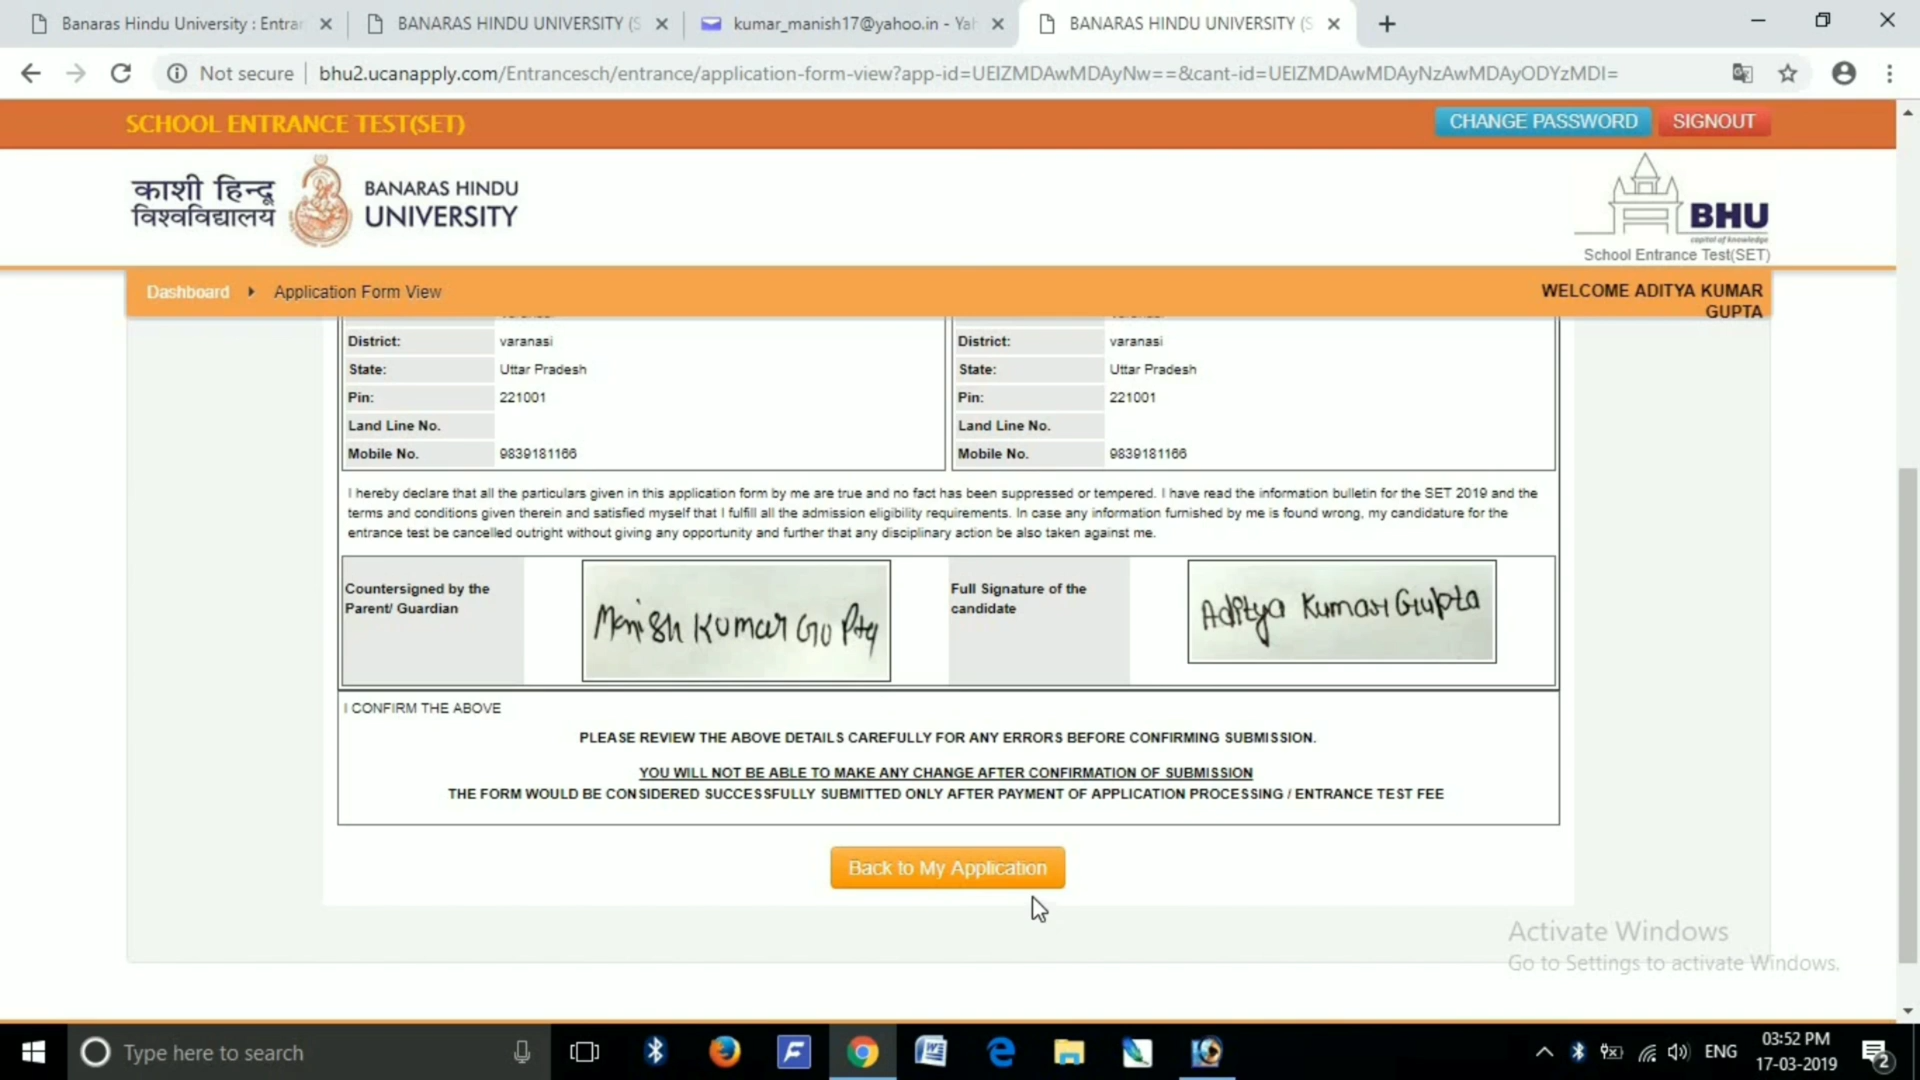 Banaras Hindu University : Entra
BANARAS HINDU UNIVERSITY (S
kumar_manish17@yahoo.in - Yah
BANARAS HINDU UNIVERSITY (S
Not secure
bhu2.ucanapply.com/Entrancesch/entrance/application-form-view?app-id=UEIZMDAwMDAyNw==&cant-id=UEIZMDAwMDAyNzAwMDAyODYzMDI=
SCHOOL ENTRANCE TEST(SET)
CHANGE PASSWORD
SIGNOUT
काशी हिन्दू
विश्वविद्यालय
BANARAS HINDU
UNIVERSITY
BHU
capital of knowledge
School Entrance Test(SET)
Dashboard
Application Form View
WELCOME ADITYA KUMAR
GUPTA
District: varanasi District: varanasi
State: Uttar Pradesh State: Uttar Pradesh
Pin: 221001 Pin: 221001
Land Line No. Land Line No.
Mobile No. 9839181166 Mobile No. 9839181166
I hereby declare that all the particulars given in this application form by me are true and no fact has been suppressed or tempered. I have read the information bulletin for the SET 2019 and the
terms and conditions given therein and satisfied myself that I fulfill all the admission eligibility requirements. In case any information furnished by me is found wrong, my candidature for the
entrance test be cancelled outright without giving any opportunity and further that any disciplinary action be also taken against me.
Countersigned by the
Parent/ Guardian
Manish Kumar Gupta
Full Signature of the
candidate
Aditya Kumar Gupta
I CONFIRM THE ABOVE
PLEASE REVIEW THE ABOVE DETAILS CAREFULLY FOR ANY ERRORS BEFORE CONFIRMING SUBMISSION.
YOU WILL NOT BE ABLE TO MAKE ANY CHANGE AFTER CONFIRMATION OF SUBMISSION
THE FORM WOULD BE CONSIDERED SUCCESSFULLY SUBMITTED ONLY AFTER PAYMENT OF APPLICATION PROCESSING / ENTRANCE TEST FEE
Back to My Application
Activate Windows
Go to Settings to activate Windows.
Type here to search
ENG
03:52 PM
17-03-2019
2